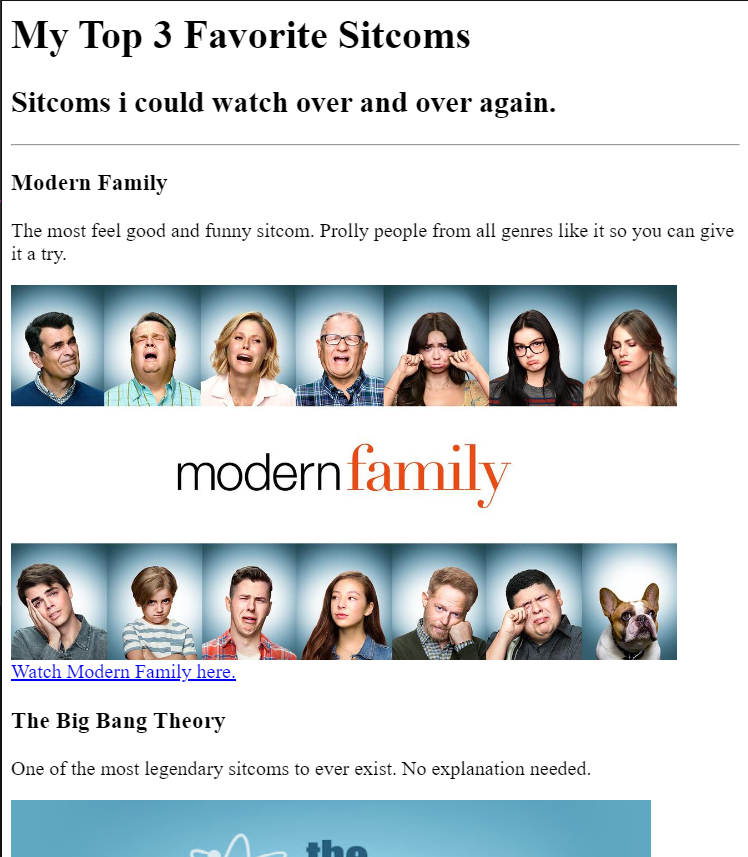 My Top 3 Favorite Sitcoms
Sitcoms i could watch over and over again.
Modern Family
The most feel good and funny sitcom. Prolly people from all genres like it so you can give
it a try.
modern family
Watch Modern Family here.
The Big Bang Theory
One of the most legendary sitcoms to ever exist. No explanation needed.
the